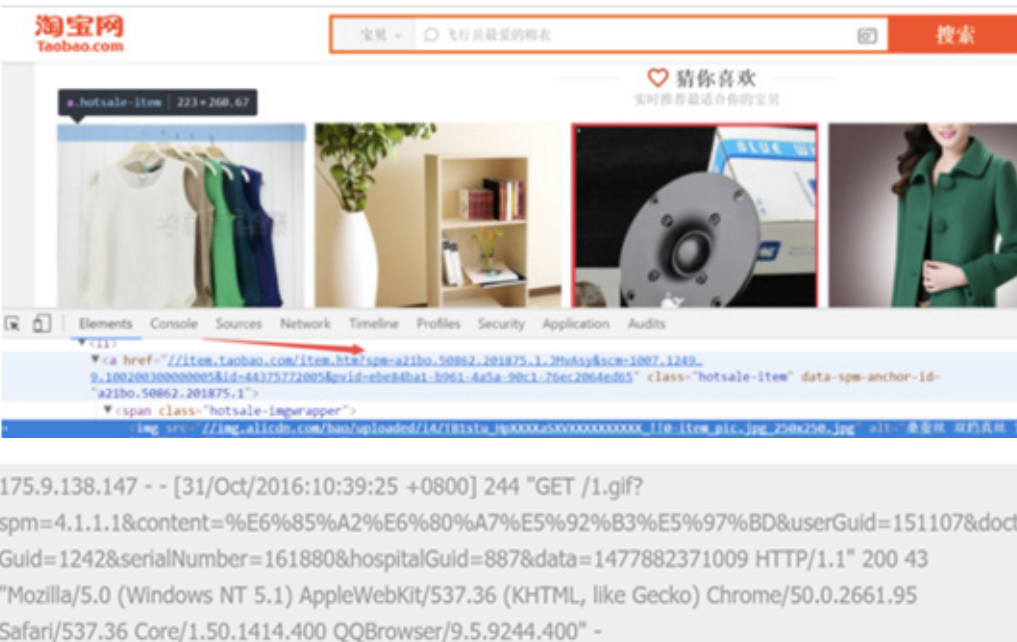 淘宝网
Taobao.com
宝贝
飞行员最爱的棉衣
搜索
猜你喜欢
实时推荐最适合你的宝贝
a.hotsale-item 223×260.67
BLUE
Elements Console Sources Network Timeline Profiles Security Application Audits
▼<li>
▼<a href="//item.taobao.com/item.htm?spm=a21bo.50862.201875.1.JMvAsy&scm=1007.1249…
9.100200300000005&id=44375772005&pvid=ebe84ba1-b961-4a5a-90c1-76ec2064ed65" class="hotsale-item" data-spm-anchor-id=
"a21bo.50862.201875.1">
▼<span class="hotsale-imgwrapper">
<img src="//img.alicdn.com/bao/uploaded/i4/TB1stu_HpXXXXaSXVXXXXXXXXXX_!!0-item_pic.jpg_250x250.jpg" alt="桑蚕丝 双的真丝
175.9.138.147 - - [31/Oct/2016:10:39:25 +0800] 244 "GET /1.gif?
spm=4.1.1.1&content=%E6%85%A2%E6%80%A7%E5%92%B3%E5%97%BD&userGuid=151107&doct
Guid=1242&serialNumber=161880&hospitalGuid=887&data=1477882371009 HTTP/1.1" 200 43
"Mozilla/5.0 (Windows NT 5.1) AppleWebKit/537.36 (KHTML, like Gecko) Chrome/50.0.2661.95
Safari/537.36 Core/1.50.1414.400 QQBrowser/9.5.9244.400" -